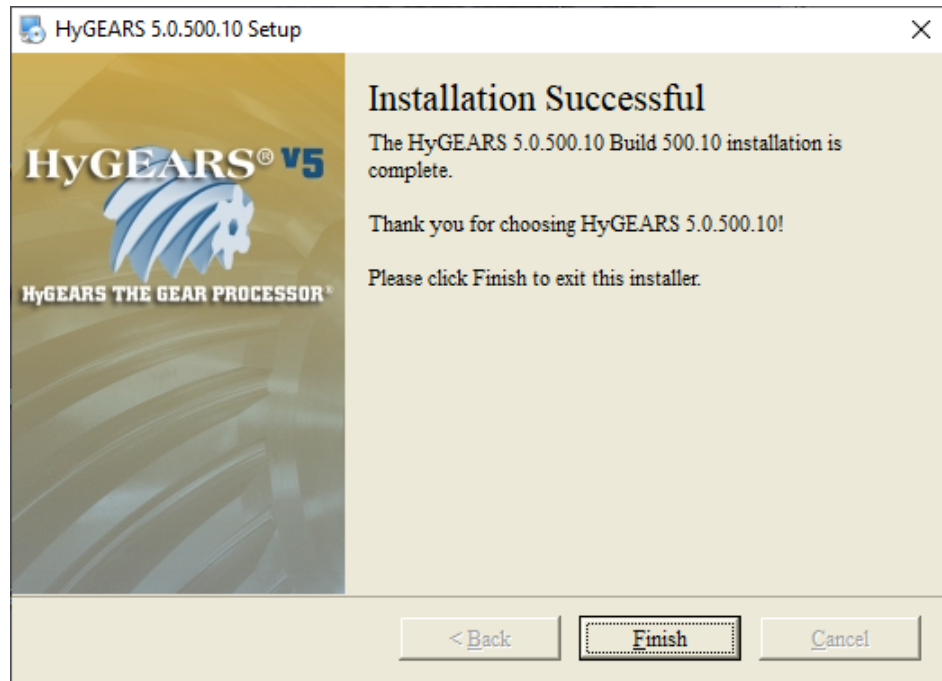 HyGEARS 5.0.500.10 Setup
HyGEARS® V5
HyGEARS THE GEAR PROCESSOR®
Installation Successful
The HyGEARS 5.0.500.10 Build 500.10 installation is
complete.
Thank you for choosing HyGEARS 5.0.500.10!
Please click Finish to exit this installer.
< Back
Finish
Cancel